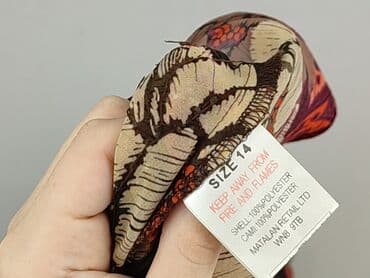 SIZE 14
KEEP AWAY FROM
FIRE AND FLAMES
SHELL:100%POLYESTER
CAMI:100%POLYESTER
MATALAN RETAIL LTD
WN8 9TB